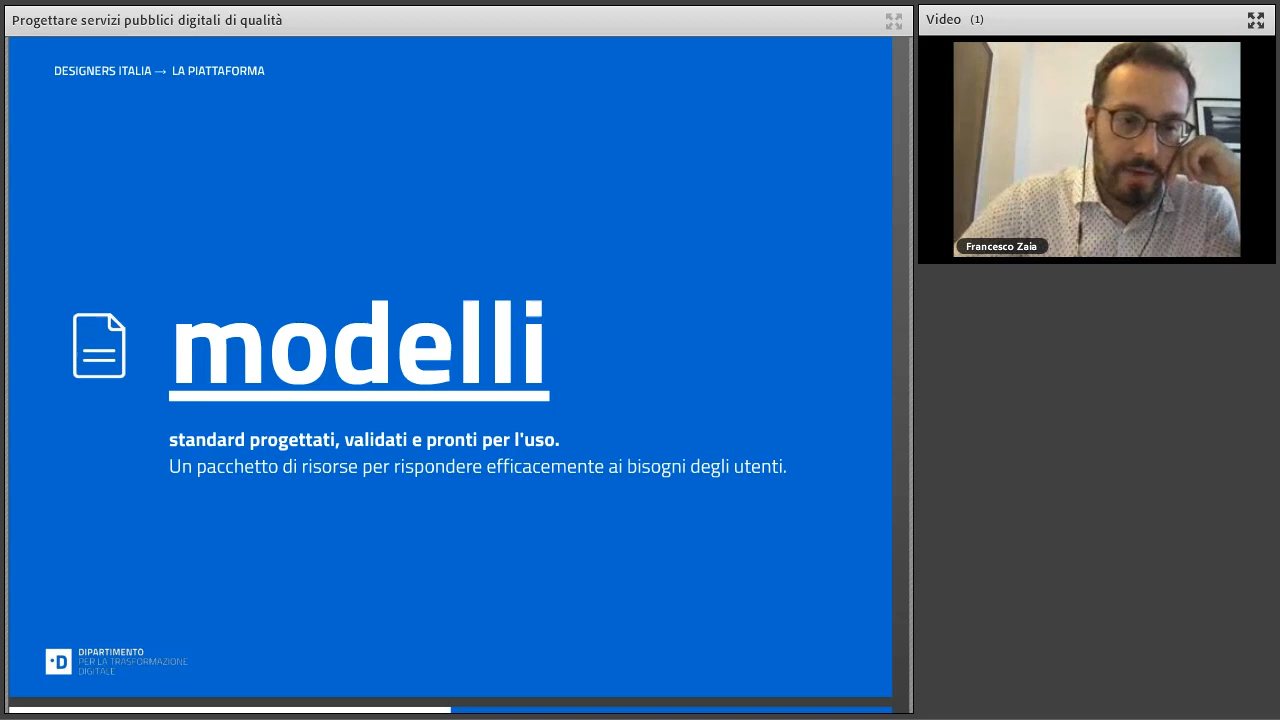 Progettare servizi pubblici digitali di qualità
Video (1)
DESIGNERS ITALIA → LA PIATTAFORMA
Francesco Zaia
modelli
standard progettati, validati e pronti per l'uso.
Un pacchetto di risorse per rispondere efficacemente ai bisogni degli utenti.
·D
DIPARTIMENTO
PER LA TRASFORMAZIONE
DIGITALE